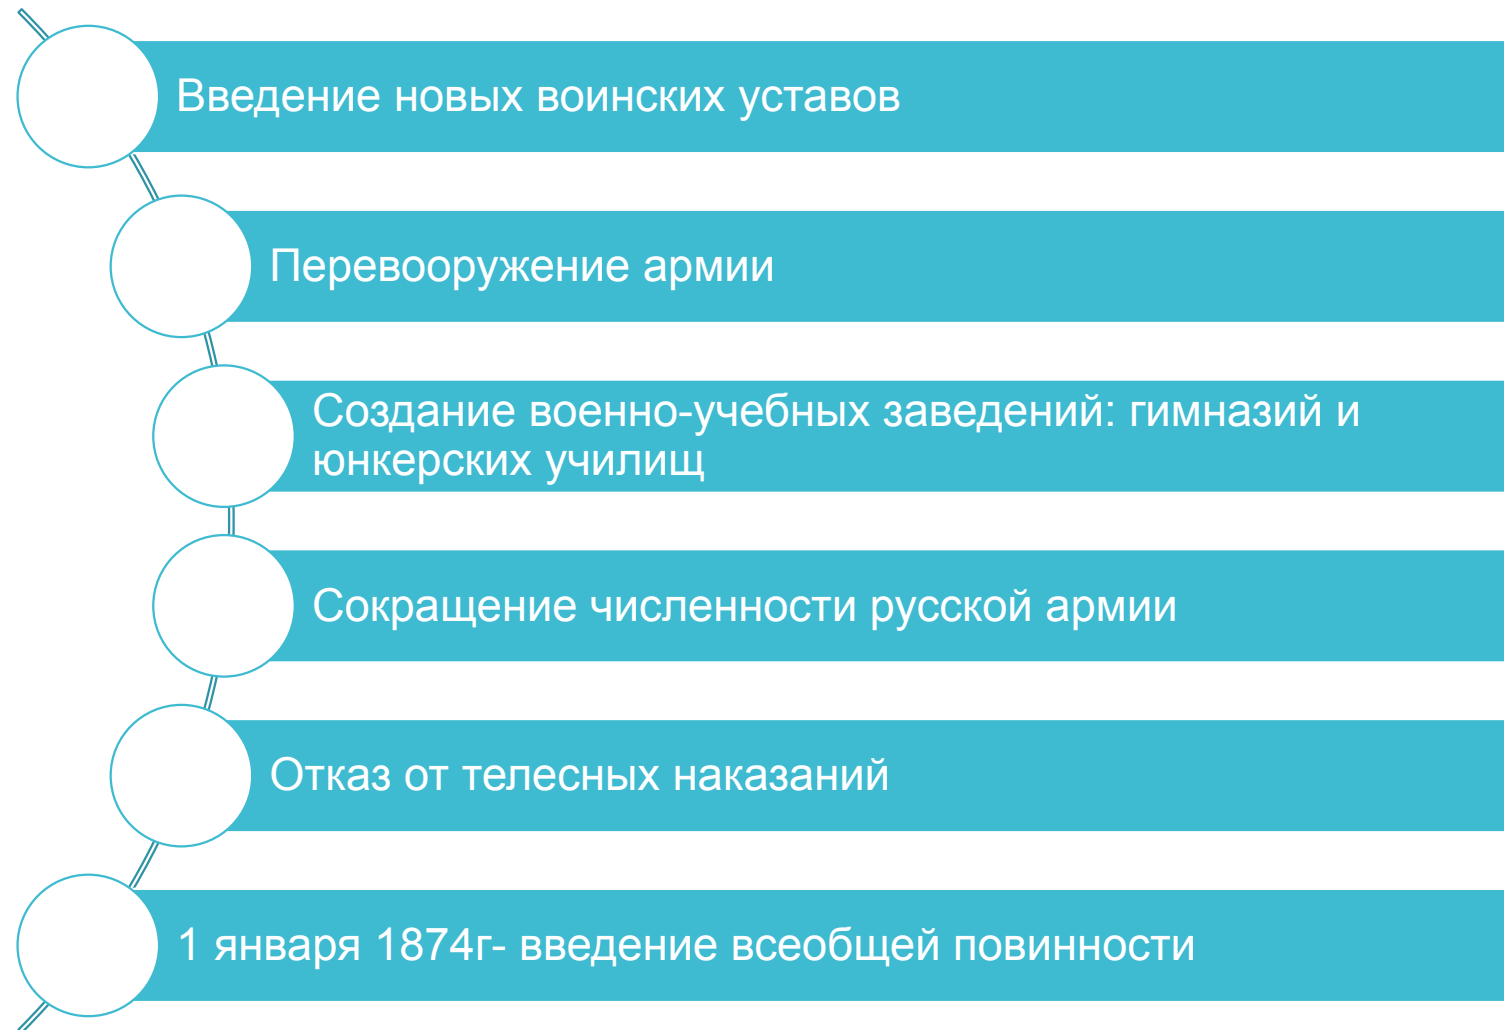 Введение новых воинских уставов
Перевооружение армии
Создание военно-учебных заведений: гимназий и
юнкерских училищ
Сокращение численности русской армии
Отказ от телесных наказаний
1 января 1874г- введение всеобщей повинности